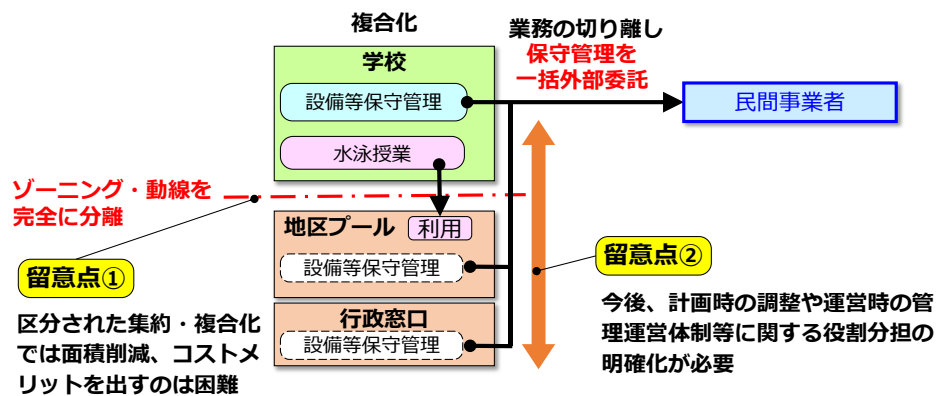 複合化
学校
設備等保守管理
水泳授業
業務の切り離し
保守管理を
一括外部委託
民間事業者
ゾーニング・動線を
完全に分離
地区プール
利用
設備等保守管理
行政窓口
設備等保守管理
留意点①
区分された集約・複合化
では面積削減、コストメ
リットを出すのは困難
留意点②
今後、計画時の調整や運営時の管
理運営体制等に関する役割分担の
明確化が必要